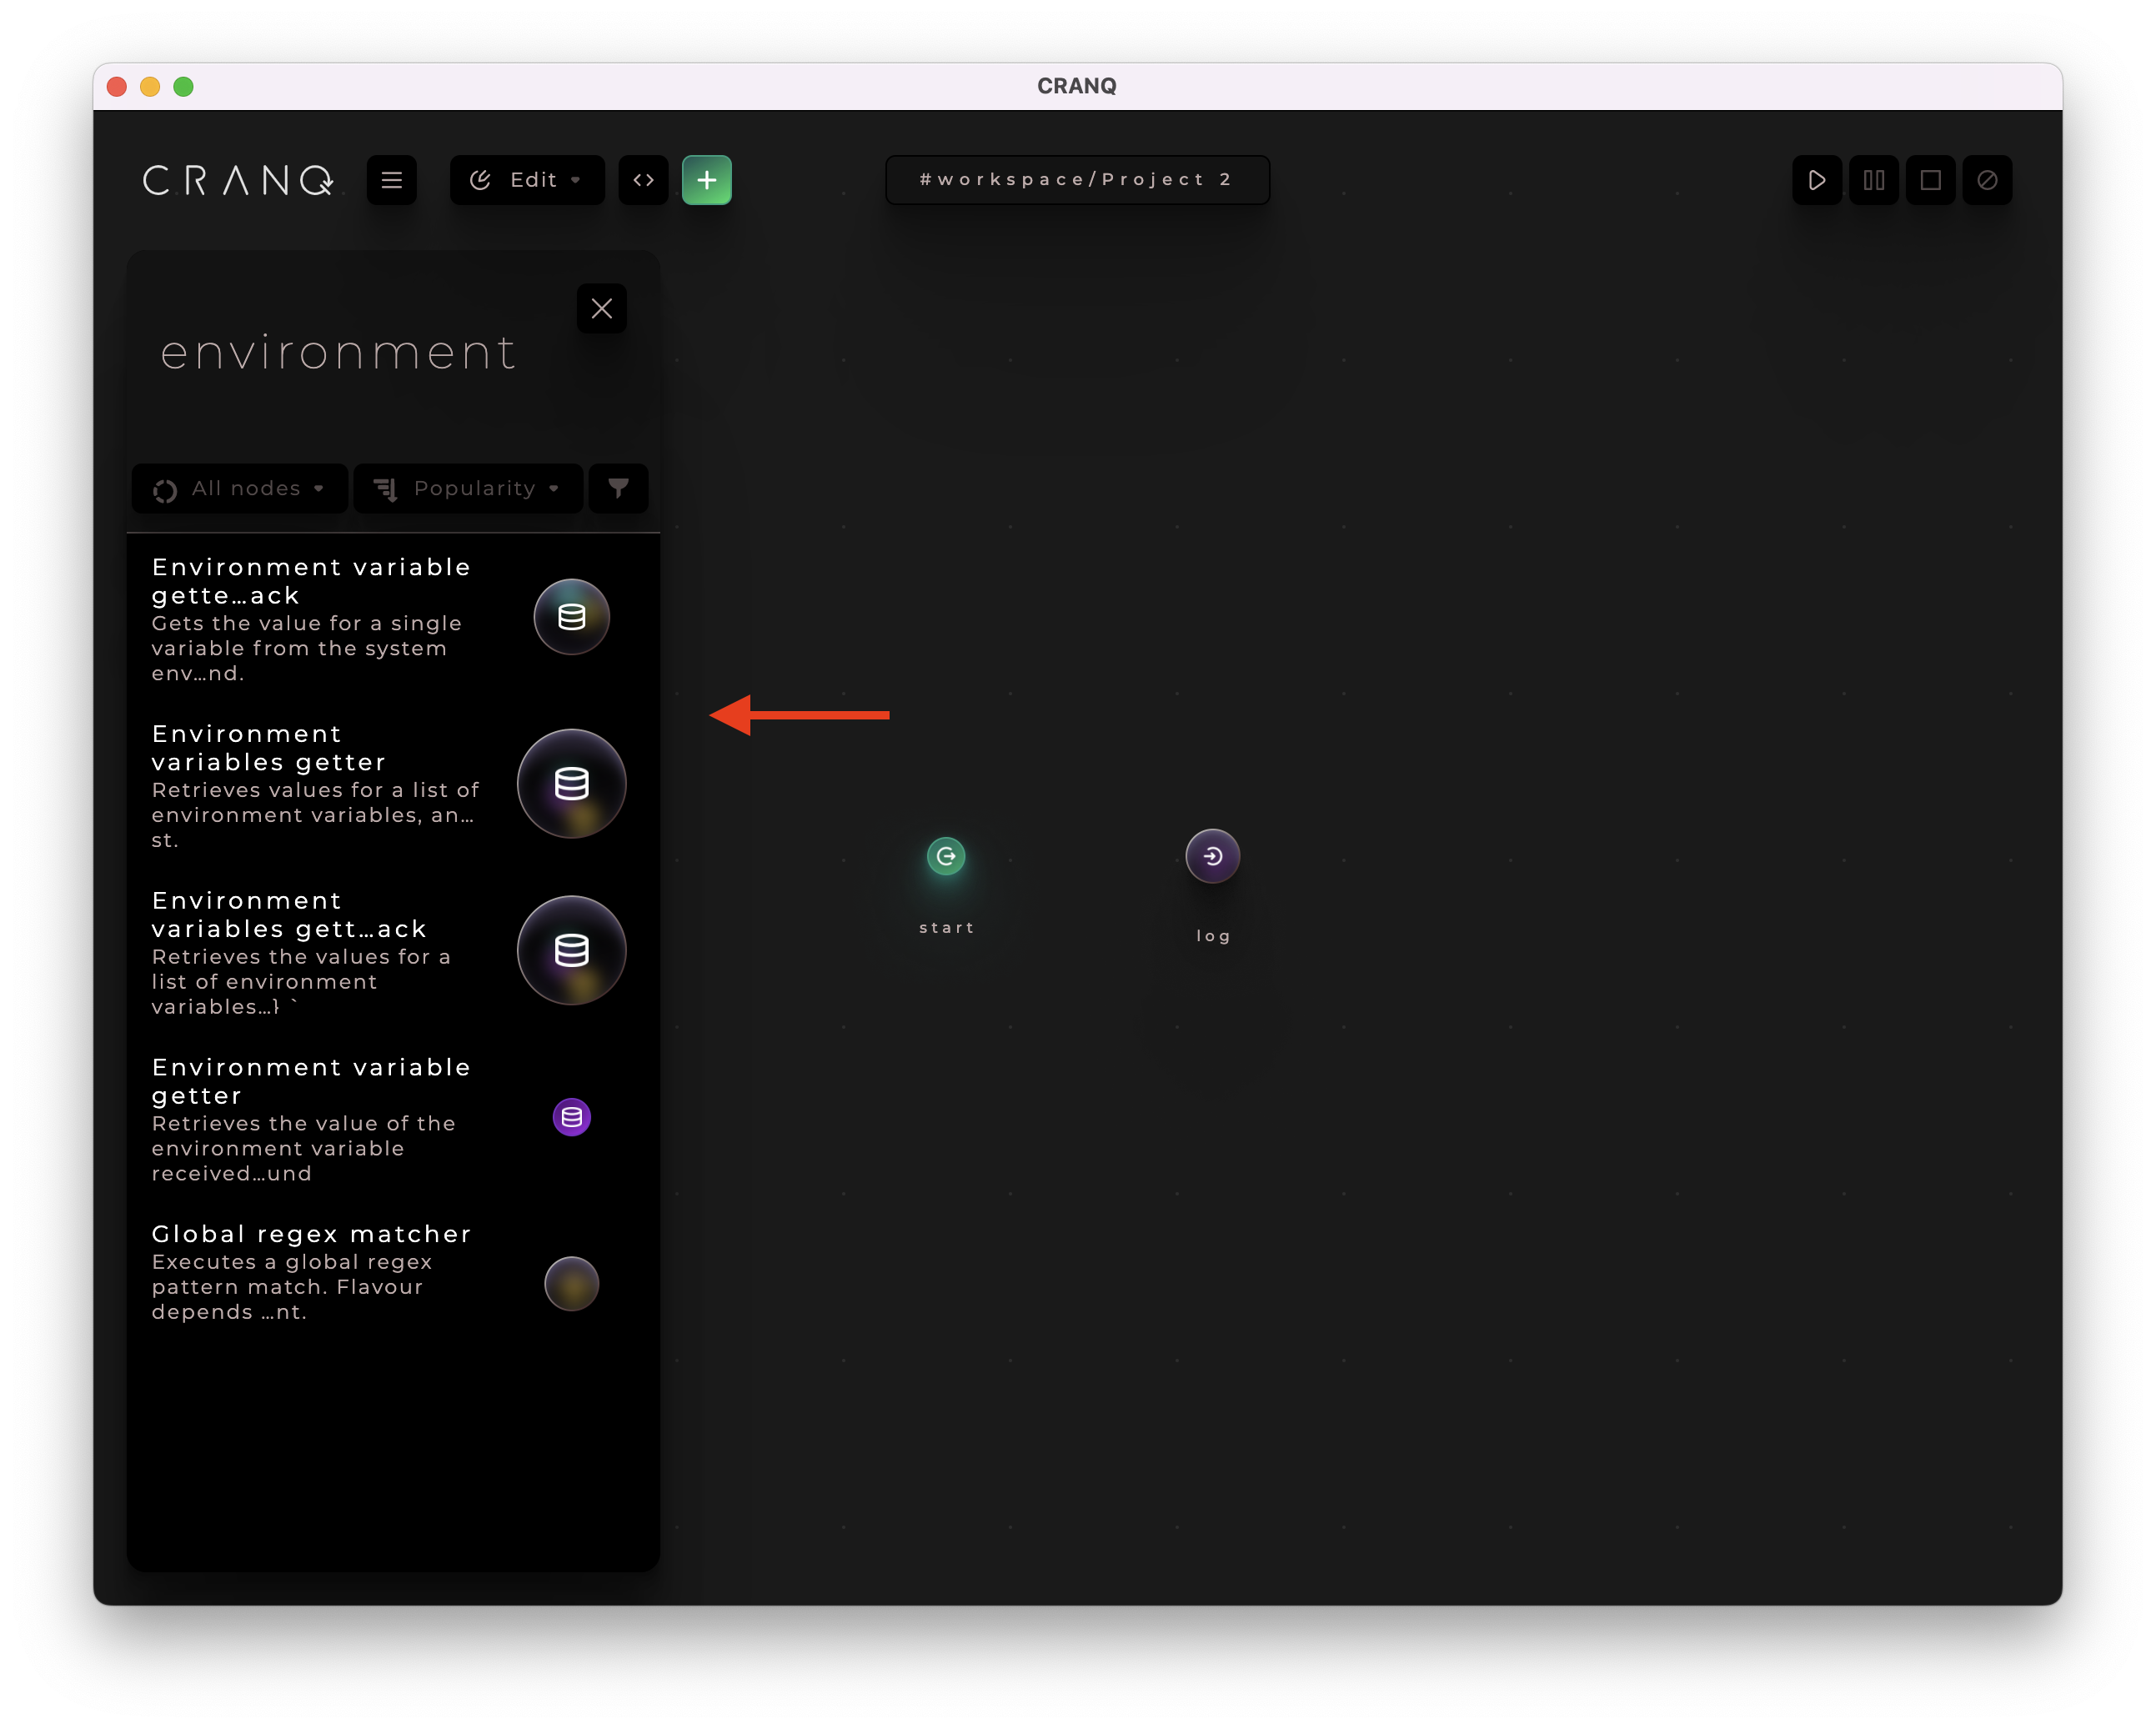 CRANQ
CRANQ
Edit
#workspace/Project 2
environment
All nodes
Popularity
Environment variable
gette...ack
Gets the value for a single
variable from the system
env...nd.
Environment
variables getter
Retrieves values for a list of
environment variables, an...
st.
Environment
variables gett...ack
Retrieves the values for a
list of environment
variables...} `
Environment variable
getter
Retrieves the value of the
environment variable
received...und
Global regex matcher
Executes a global regex
pattern match. Flavour
depends ...nt.
start
log